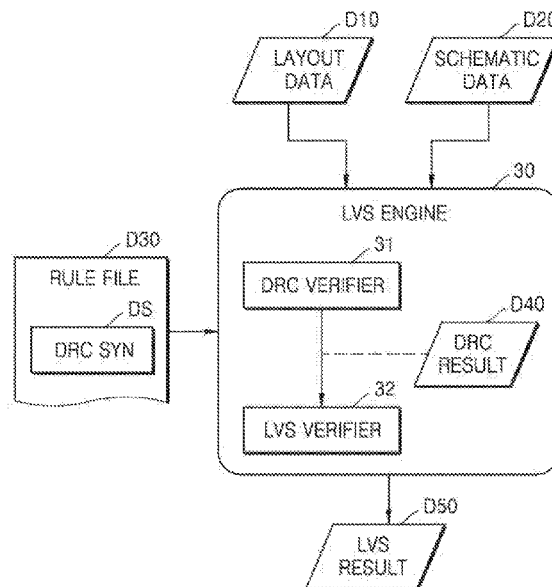 D10
LAYOUT
DATA
D20
SCHEMATIC
DATA
30
LVS ENGINE
D30
RULE FILE
DS
DRC SYN
31
DRC VERIFIER
D40
DRC
RESULT
32
LVS VERIFIER
D50
LVS
RESULT